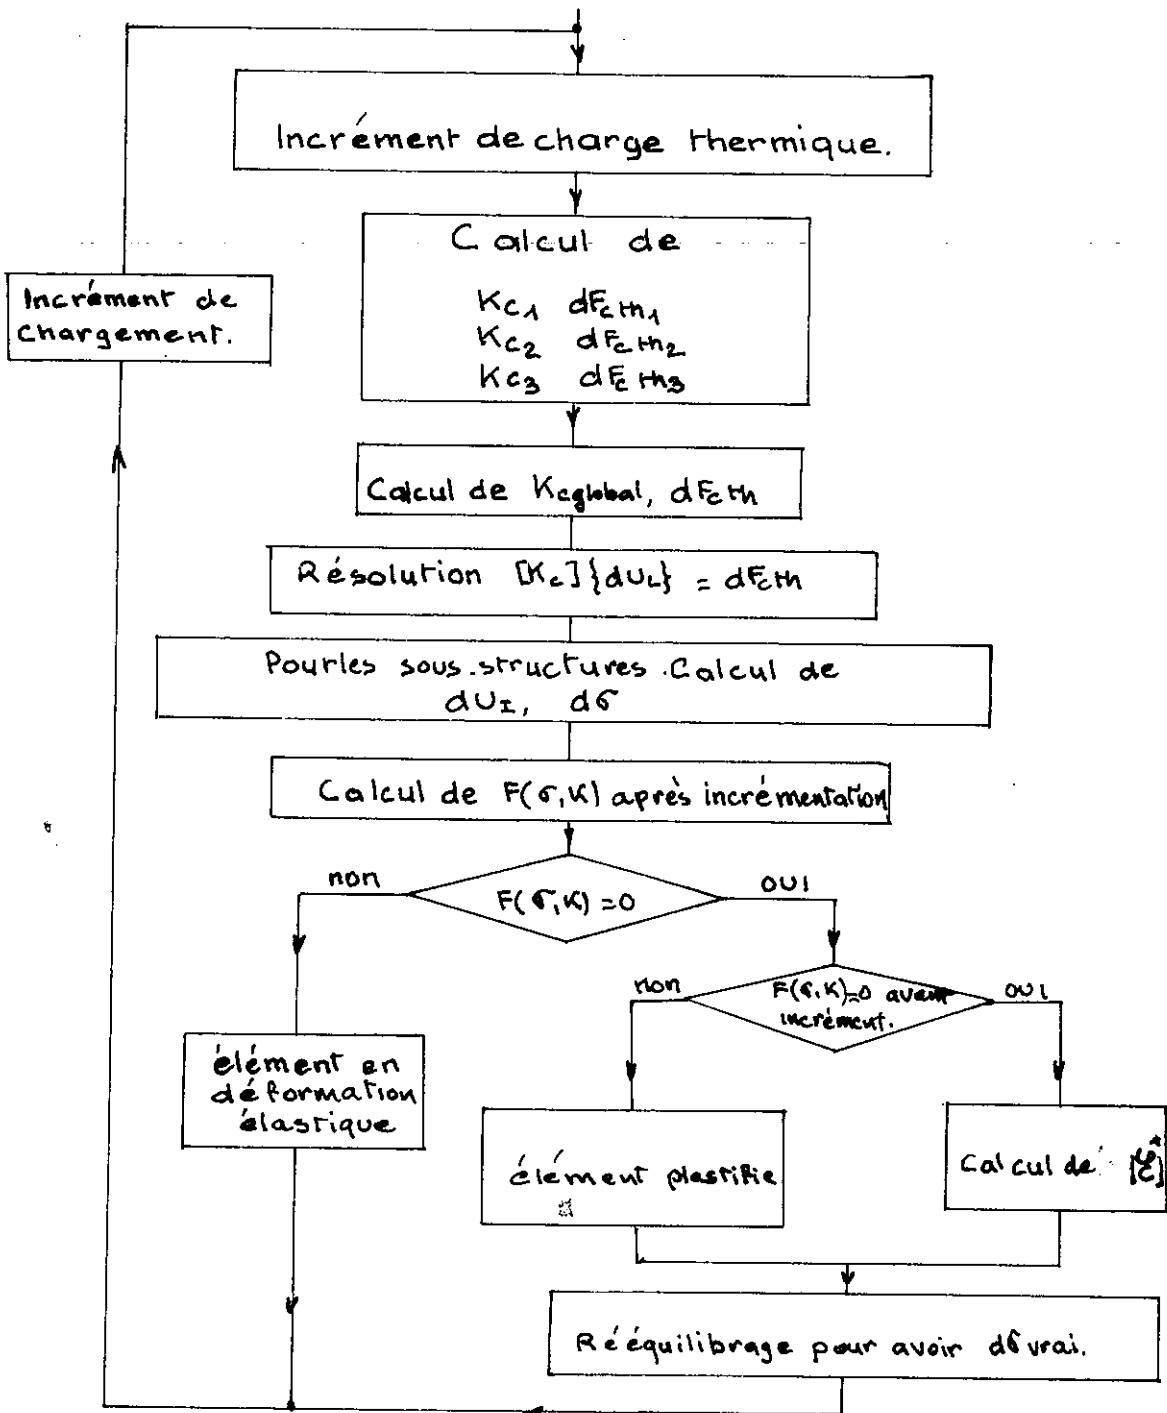 Incrément de charge thermique.
Calcul de
Kc1 dFcth1
Kc2 dFcth2
Kc3 dFcth3
Incrément de
chargement.
Calcul de Kcglobal, dFcth
Résolution [Kc]{dUL} = dFcth
Pour les sous.structures.Calcul de
dUI, dσ
Calcul de F(σ,K) après incrémentation
F(σ,K)=0
non
oui
F(σ,K)=0 avant
incrément.
non
oui
élément en
déformation
élastique
élément plastifie
Calcul de
Rééquilibrage pour avoir dσ vrai.